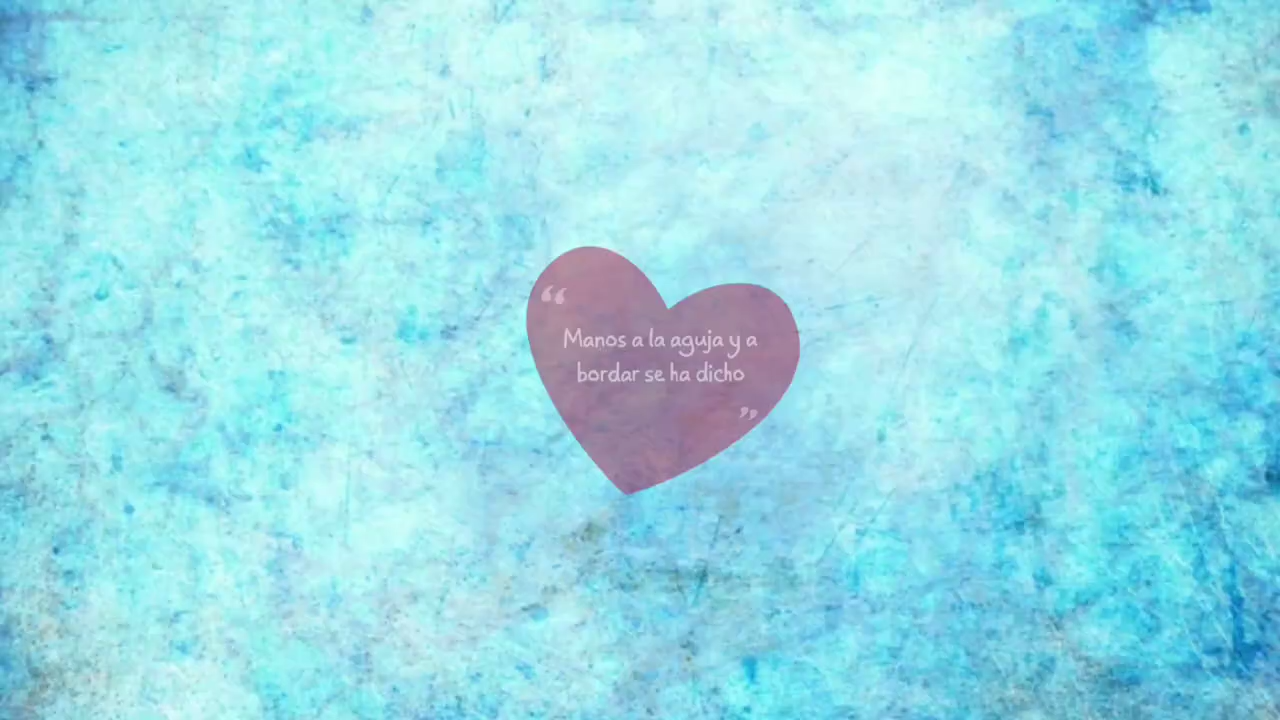 “
Manos a la aguja y a
bordar se ha dicho
”